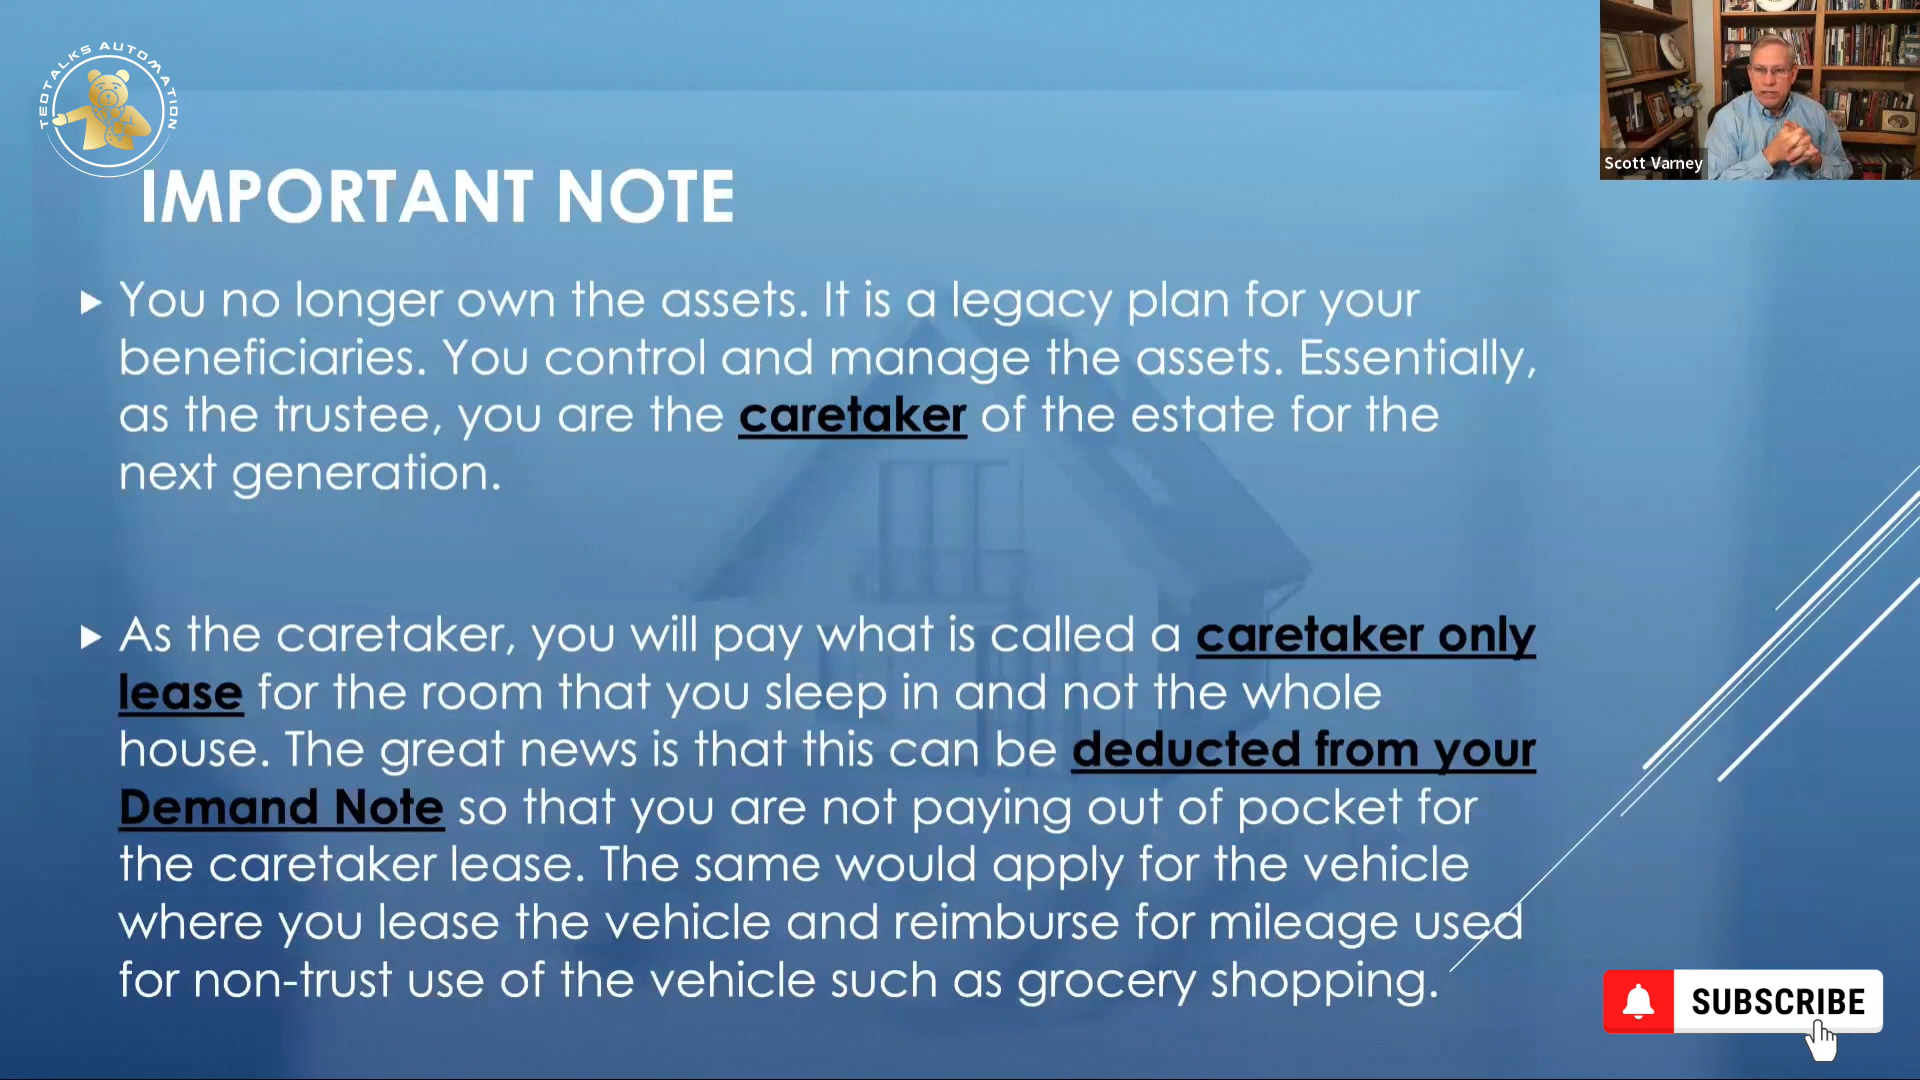 TEDTALKS AUTOMATION
Scott Varney
IMPORTANT NOTE
You no longer own the assets. It is a legacy plan for your
beneficiaries. You control and manage the assets. Essentially,
as the trustee, you are the caretaker of the estate for the
next generation.
As the caretaker, you will pay what is called a caretaker only
lease for the room that you sleep in and not the whole
house. The great news is that this can be deducted from your
Demand Note so that you are not paying out of pocket for
the caretaker lease. The same would apply for the vehicle
where you lease the vehicle and reimburse for mileage used
for non-trust use of the vehicle such as grocery shopping.
SUBSCRIBE